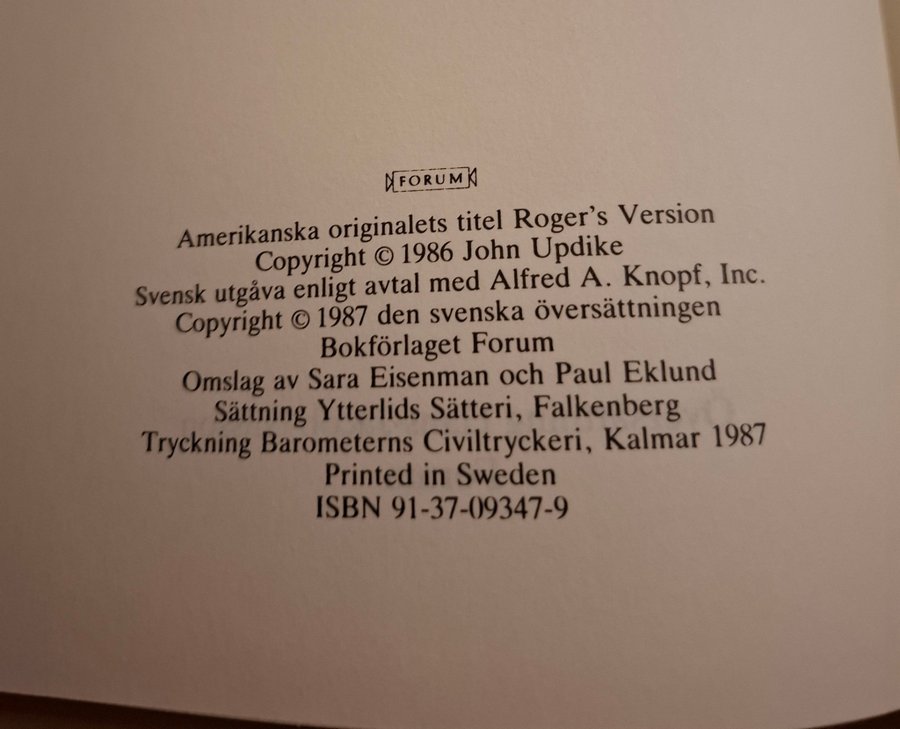 FORUM
Amerikanska originalets titel Roger's Version
Copyright © 1986 John Updike
Svensk utgåva enligt avtal med Alfred A. Knopf, Inc.
Copyright © 1987 den svenska översättningen
Bokförlaget Forum
Omslag av Sara Eisenman och Paul Eklund
Sättning Ytterlids Sätteri, Falkenberg
Tryckning Barometerns Civiltryckeri, Kalmar 1987
Printed in Sweden
ISBN 91-37-09347-9